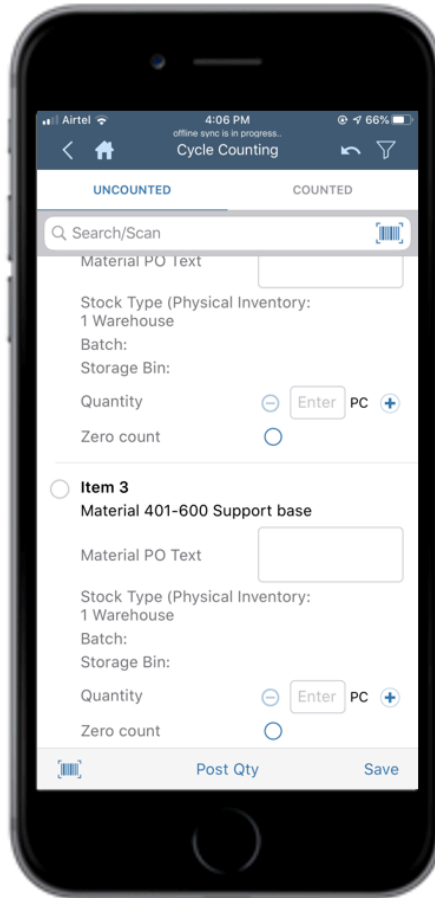 Airtel 4:06 PM 66%
offline sync is in progress..
Cycle Counting
UNCOUNTED COUNTED
Search/Scan
Material PO Text
Stock Type (Physical Inventory:
1 Warehouse
Batch:
Storage Bin:
Quantity Enter PC
Zero count
Item 3
Material 401-600 Support base
Material PO Text
Stock Type (Physical Inventory:
1 Warehouse
Batch:
Storage Bin:
Quantity Enter PC
Zero count
Post Qty Save